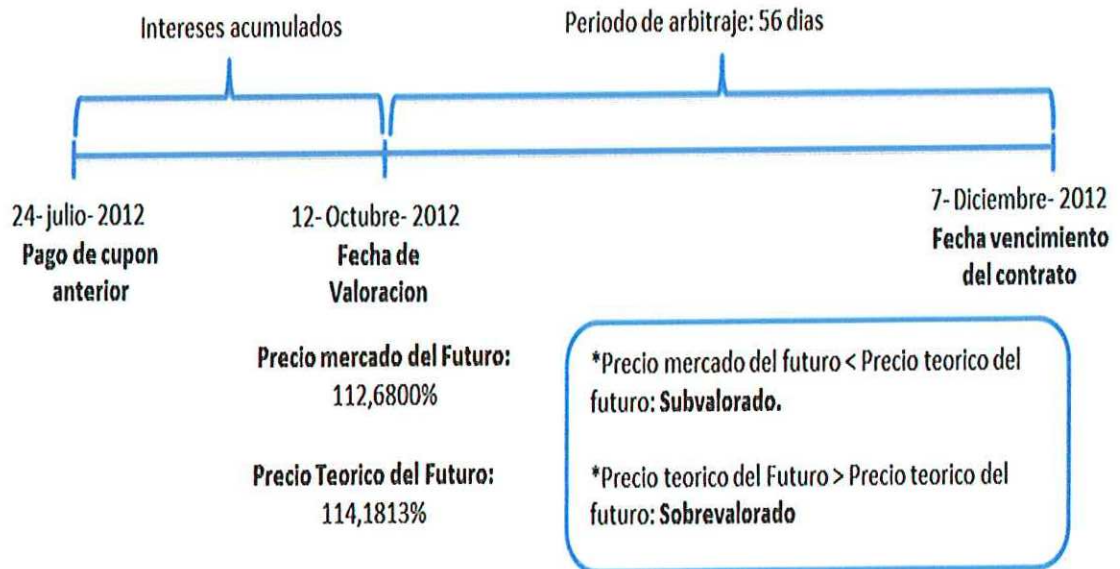 Intereses acumulados
Periodo de arbitraje: 56 dias
24- julio- 2012
Pago de cupon
anterior
12- Octubre- 2012
Fecha de
Valoracion
7- Diciembre- 2012
Fecha vencimiento
del contrato
Precio mercado del Futuro:
112,6800%
Precio Teorico del Futuro:
114,1813%
*Precio mercado del futuro < Precio teorico del
futuro: Subvalorado.
*Precio teorico del Futuro > Precio teorico del
futuro: Sobrevalorado